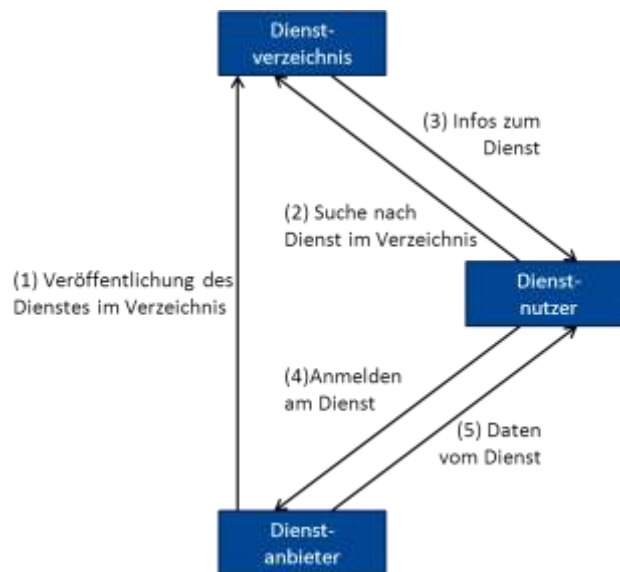 Dienst-
verzeichnis
(3) Infos zum
Dienst
(2) Suche nach
Dienst im Verzeichnis
(1) Veröffentlichung des
Dienstes im Verzeichnis
Dienst-
nutzer
(4)Anmelden
am Dienst
(5) Daten
vom Dienst
Dienst-
anbieter